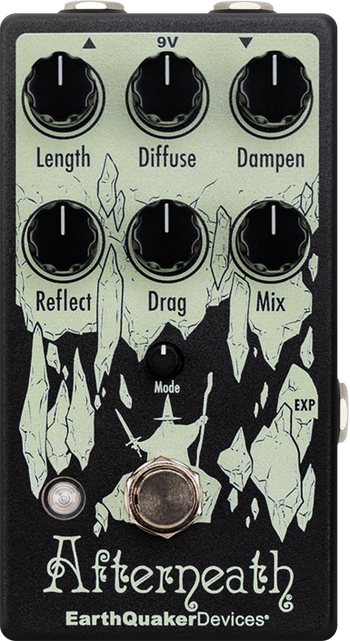 9V
Length Diffuse Dampen
Reflect Drag Mix
Mode
EXP
Afterneath
EarthQuakerDevices®